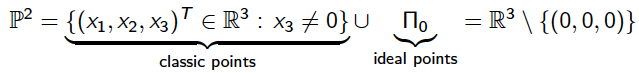 ℙ² = {(x₁, x₂, x₃)ᵀ ∈ ℝ³ : x₃ ≠ 0} ∪ Π₀ = ℝ³ \ {(0, 0, 0)}
classic points ideal points